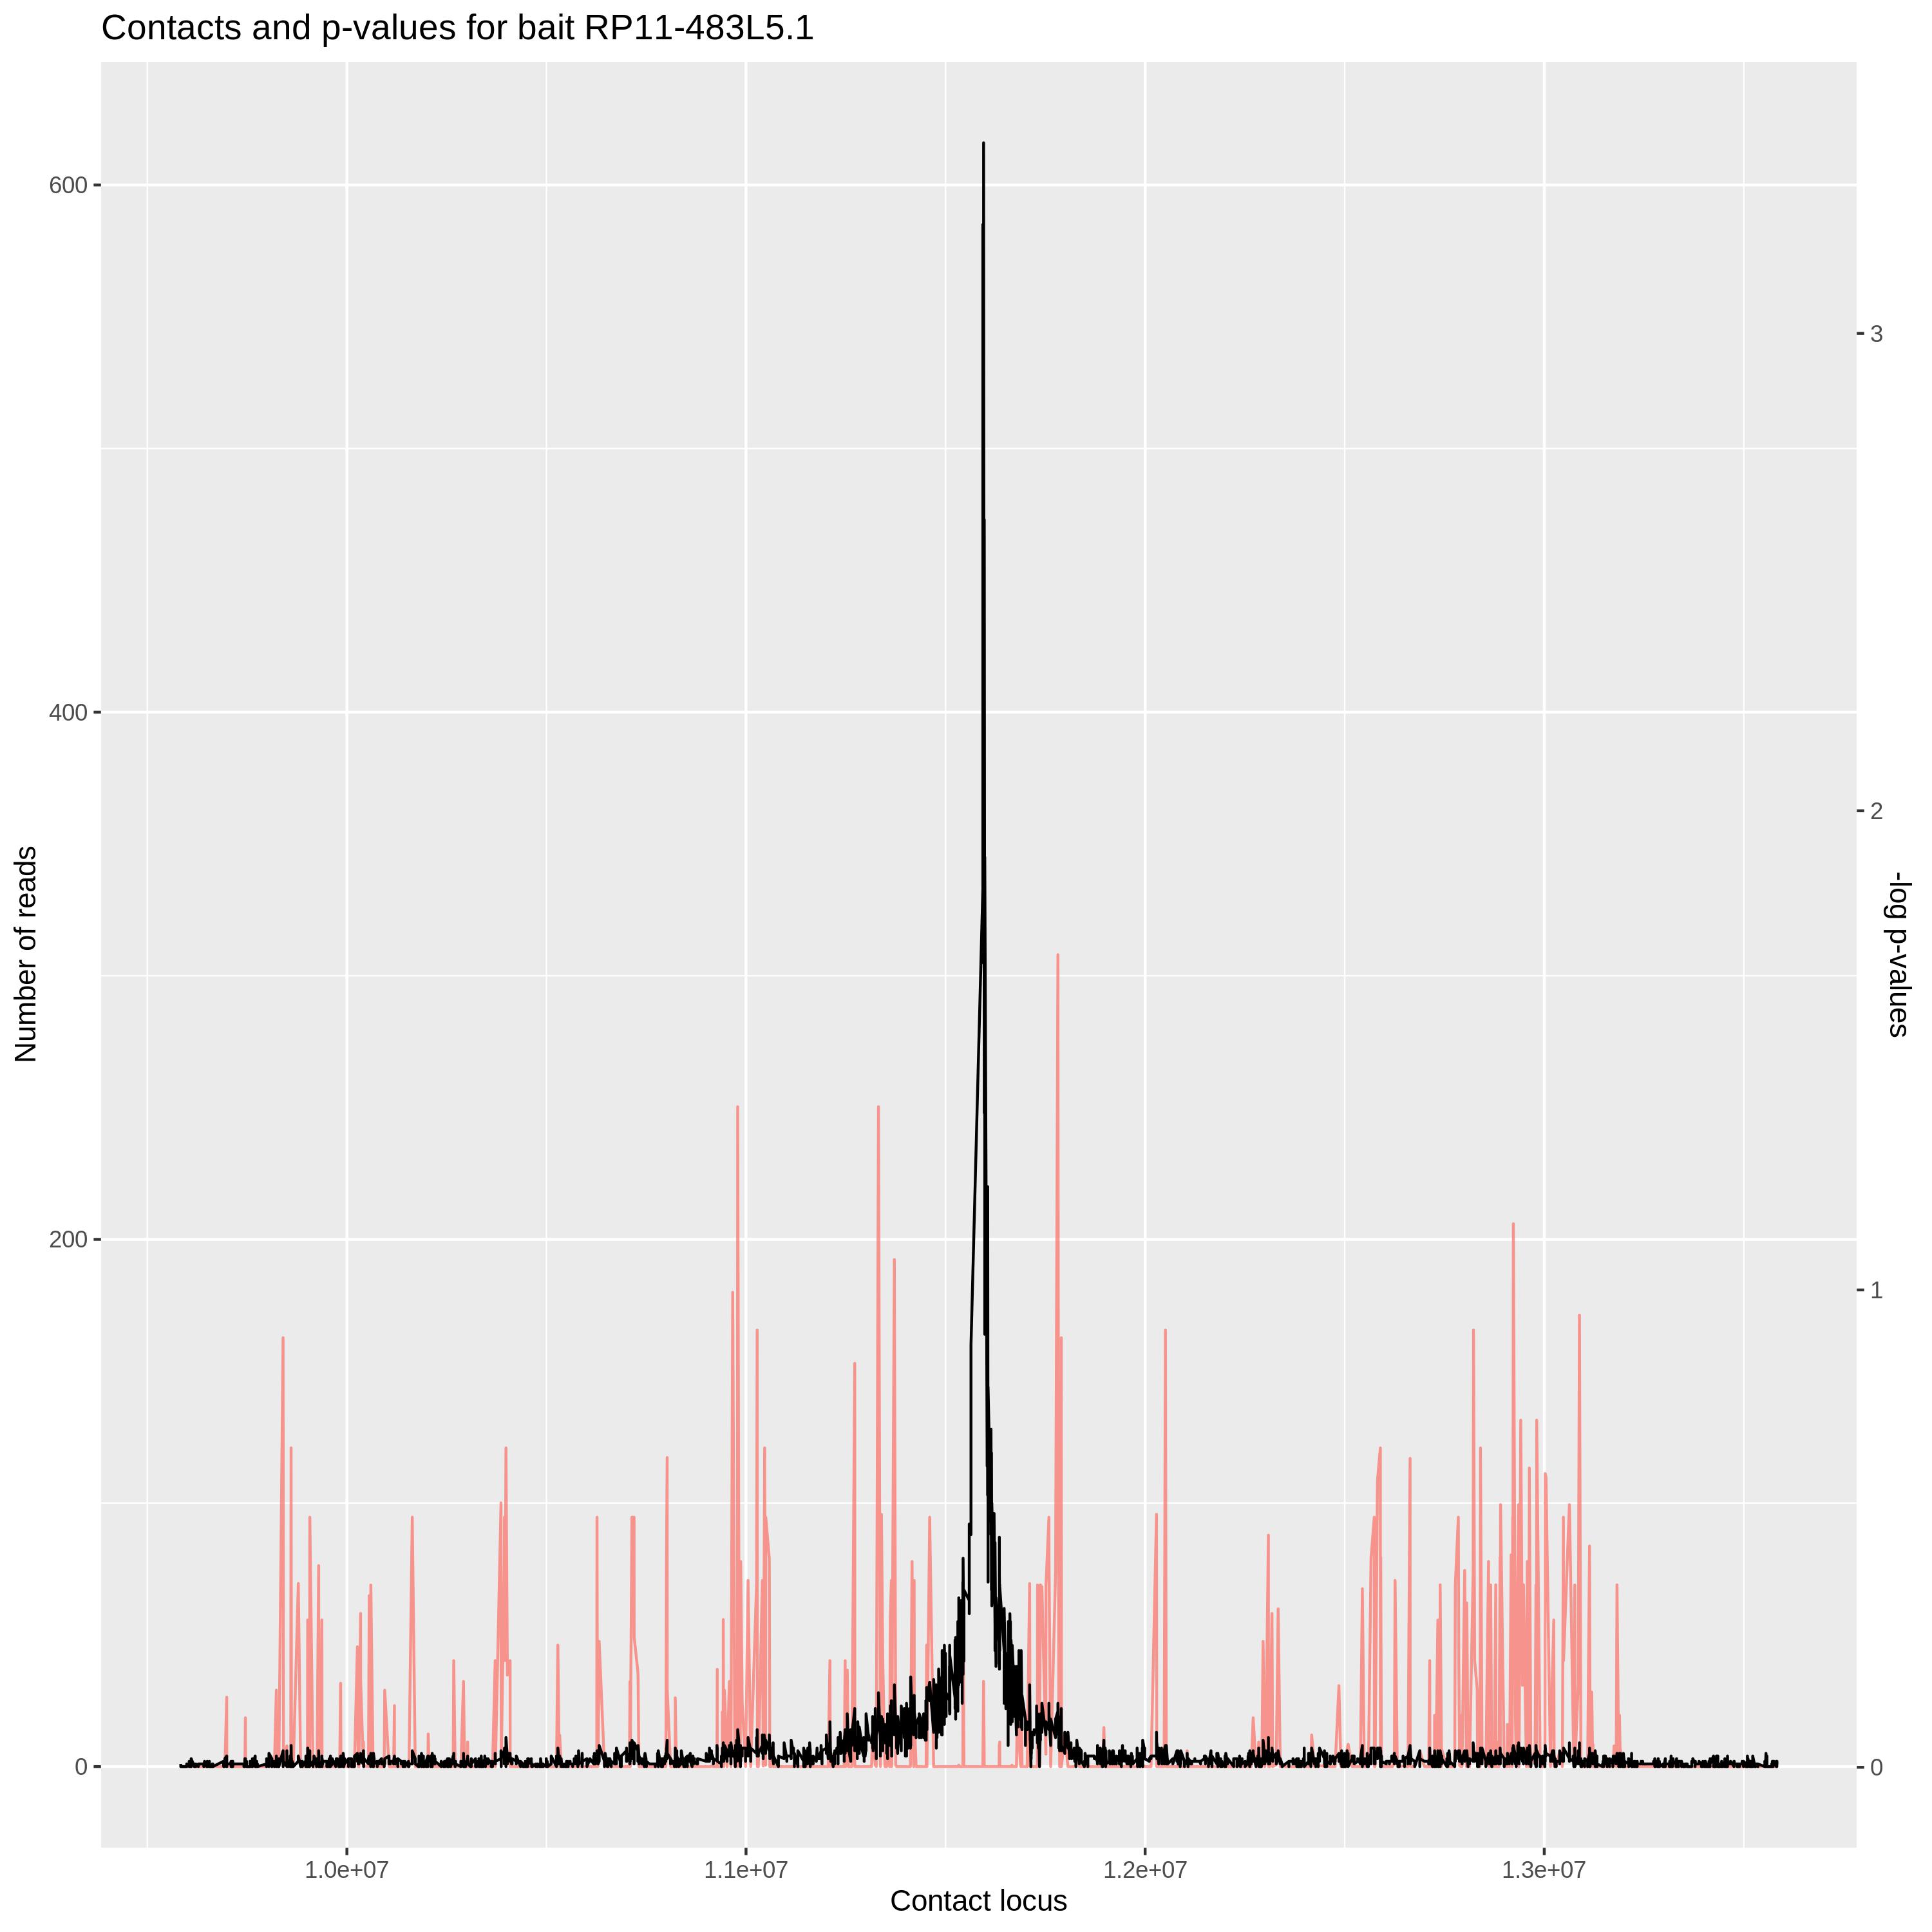 Contacts and p-values for bait RP11-483L5.1
600
400
200
0
Number of reads
3
2
1
0
-log p-values
1.0e+07
1.1e+07
1.2e+07
1.3e+07
Contact locus